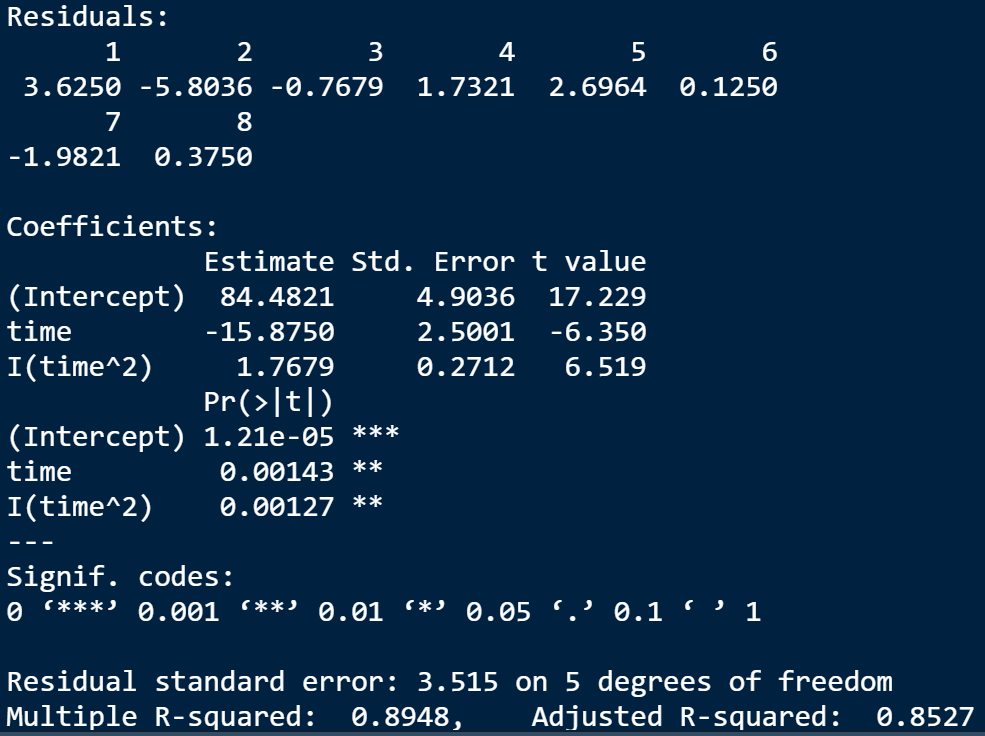 Residuals:
      1       2       3       4       5       6
 3.6250 -5.8036 -0.7679  1.7321  2.6964  0.1250
      7       8
-1.9821  0.3750
Coefficients:
            Estimate Std. Error t value
(Intercept)  84.4821     4.9036  17.229
time        -15.8750     2.5001  -6.350
I(time^2)     1.7679     0.2712   6.519
            Pr(>|t|)
(Intercept) 1.21e-05 ***
time         0.00143 **
I(time^2)    0.00127 **
---
Signif. codes:
0 ‘***’ 0.001 ‘**’ 0.01 ‘*’ 0.05 ‘.’ 0.1 ‘ ’ 1
Residual standard error: 3.515 on 5 degrees of freedom
Multiple R-squared:  0.8948,    Adjusted R-squared:  0.8527